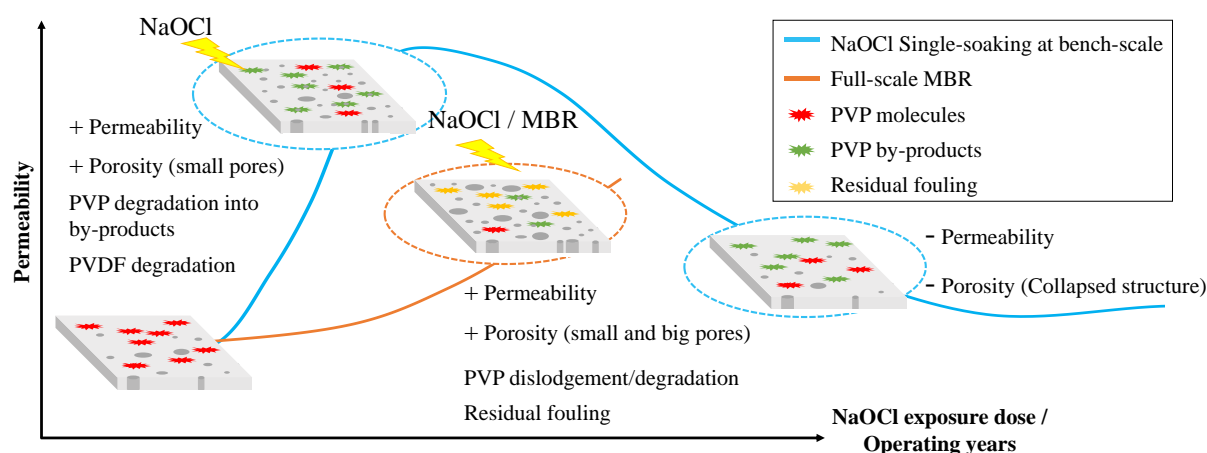 NaOCl
NaOCl Single-soaking at bench-scale
Full-scale MBR
PVP molecules
PVP by-products
Residual fouling
NaOCl / MBR
+ Permeability
+ Porosity (small pores)
PVP degradation into
by-products
PVDF degradation
Permeability
- Permeability
- Porosity (Collapsed structure)
+ Permeability
+ Porosity (small and big pores)
PVP dislodgement/degradation
Residual fouling
NaOCl exposure dose /
Operating years